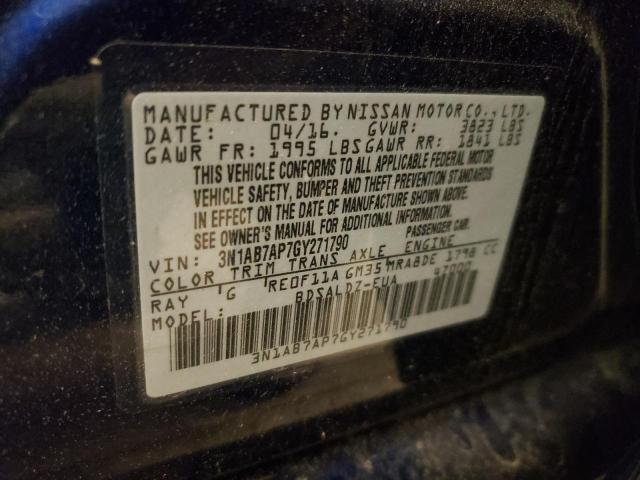 MANUFACTURED BY NISSAN MOTOR CO., LTD.
DATE: 04/16. GVWR: 3823 LBS
GAWR FR: 1995 LBS GAWR RR: 1841 LBS
THIS VEHICLE CONFORMS TO ALL APPLICABLE FEDERAL MOTOR
VEHICLE SAFETY, BUMPER AND THEFT PREVENTION STANDARDS
IN EFFECT ON THE DATE OF MANUFACTURE SHOWN ABOVE.
SEE OWNER'S MANUAL FOR ADDITIONAL INFORMATION.
VIN: 3N1AB7AP7GY271790 PASSENGER CAR.
COLOR TRIM TRANS AXLE ENGINE
RAY G RE0F11A GM35 MRA8DE 1798 CC
MODEL: BDSALDZ-EUA 47000
3N1AB7AP7GY271790